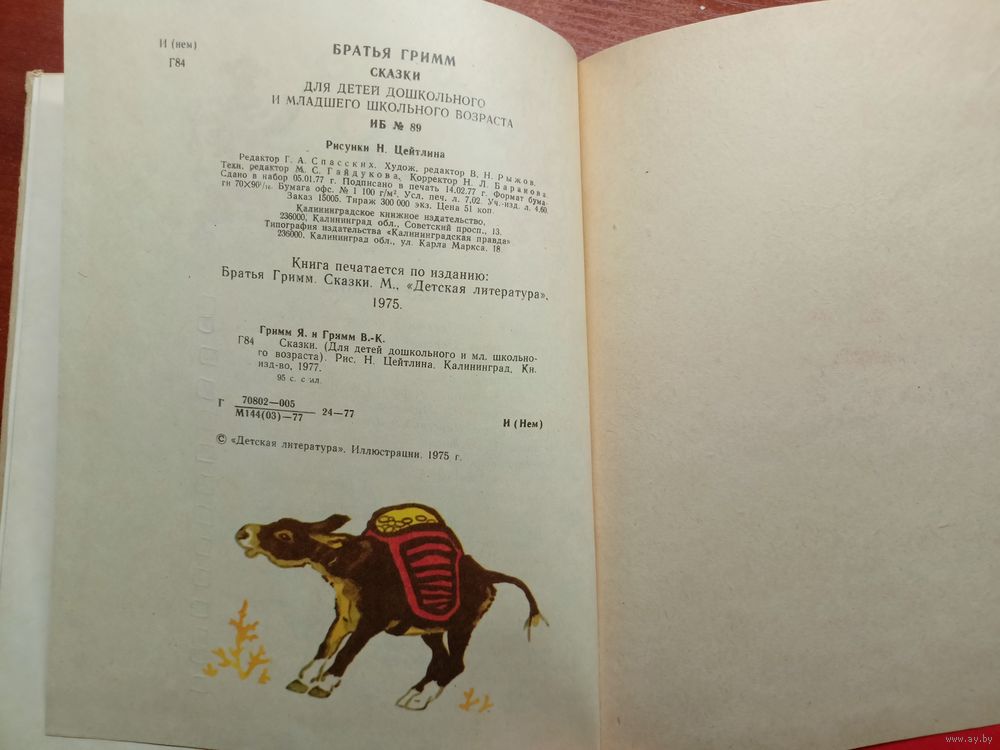 И (нем)
Г84
БРАТЬЯ ГРИММ
СКАЗКИ
ДЛЯ ДЕТЕЙ ДОШКОЛЬНОГО
И МЛАДШЕГО ШКОЛЬНОГО ВОЗРАСТА
ИБ № 89
Рисунки Н. Цейтлина
Редактор Г. А. Спасских. Худож. редактор В. Н. Рыжов.
Техн. редактор М. С. Гайдукова. Корректор Н. Л. Баранова.
Сдано в набор 05.01.77 г. Подписано в печать 14.02.77 г. Формат бума-
ги 70×90¹/₁₆. Бумага офс. № 1 100 г/м². Усл. печ. л. 7,02. Уч.-изд. л. 4,60.
Заказ 15005. Тираж 300 000 экз. Цена 51 коп.
Калининградское книжное издательство,
236000, Калининград обл., Советский просп., 13.
Типография издательства «Калининградская правда»
236000. Калининград обл., ул. Карла Маркса. 18
Книга печатается по изданию:
Братья Гримм. Сказки. М., «Детская литература»,
1975.
Гримм Я. и Гримм В.-К.
Г84 Сказки. (Для детей дошкольного и мл. школьно-
го возраста). Рис. Н. Цейтлина. Калининград. Кн.
изд-во, 1977.
95 с. с ил.
Г 70802—005
М144(03)—77 24—77
И (Нем)
© «Детская литература». Иллюстрации. 1975 г.
www.ay.by